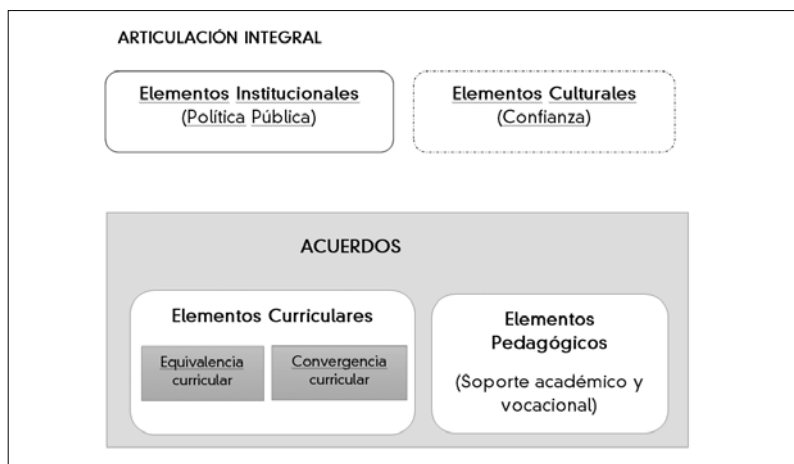 ARTICULACIÓN INTEGRAL
Elementos Institucionales
(Política Pública)
Elementos Culturales
(Confianza)
ACUERDOS
Elementos Curriculares
Equivalencia
curricular
Convergencia
curricular
Elementos
Pedagógicos
(Soporte académico y
vocacional)